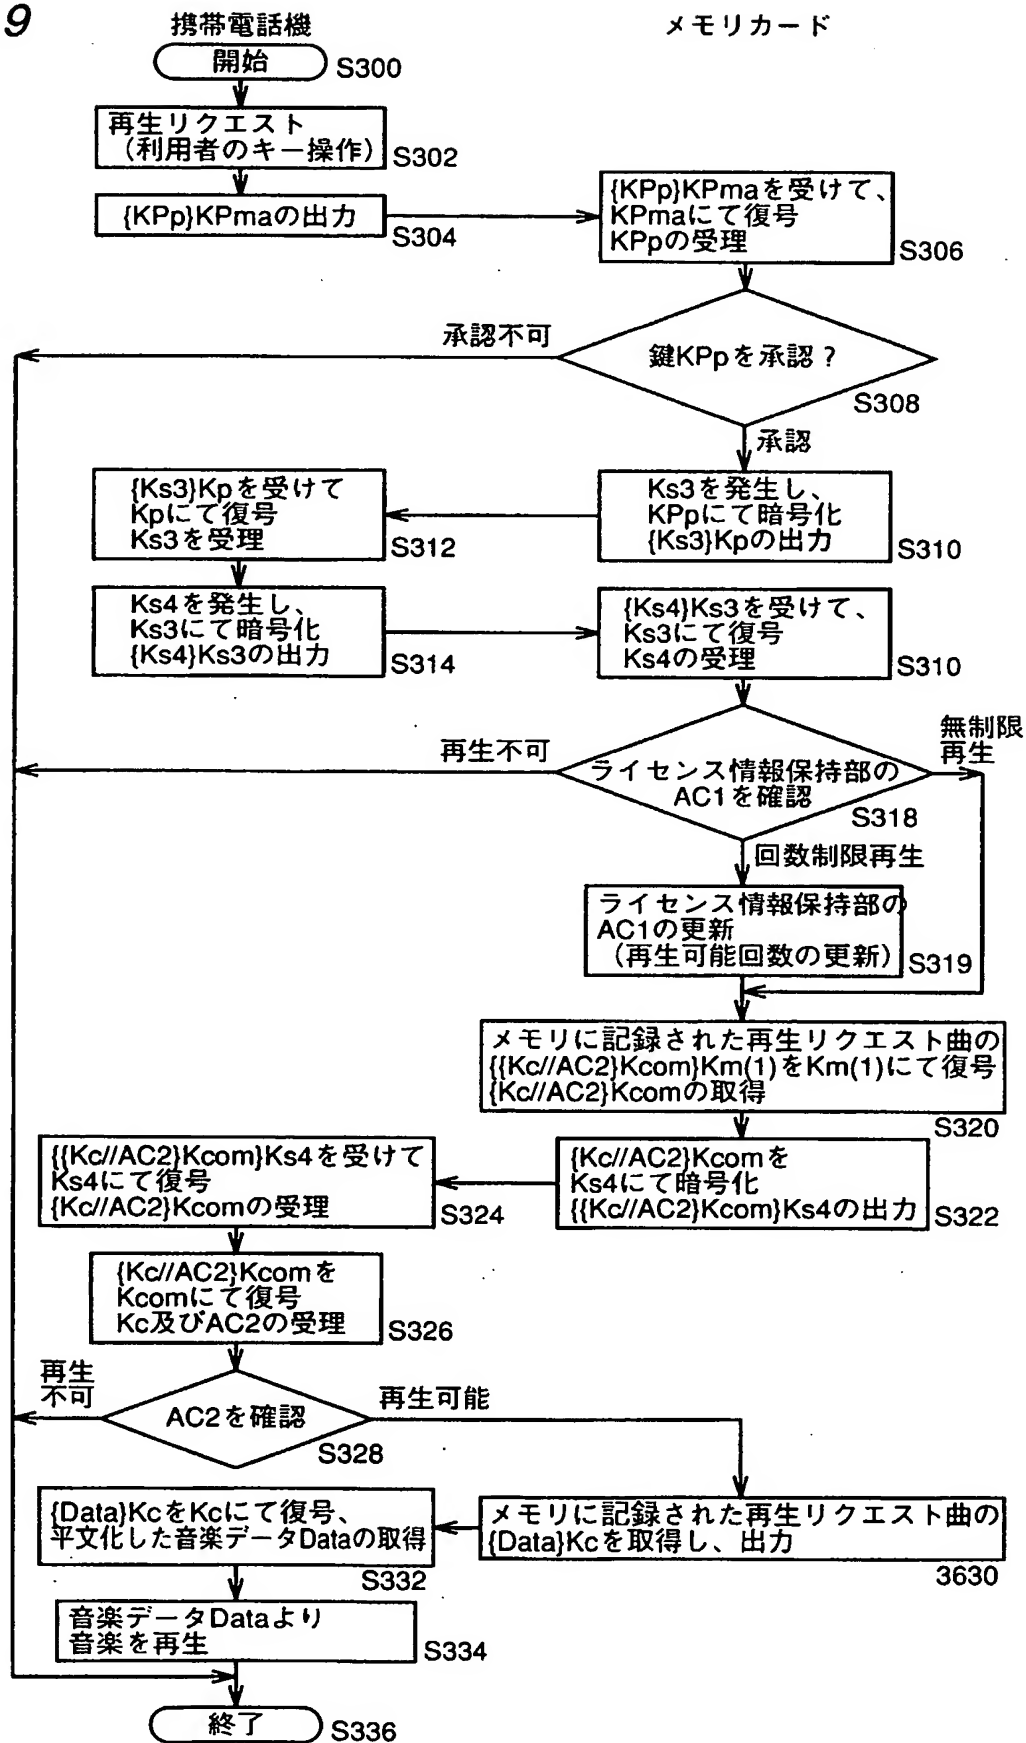 9
携帯電話機
メモリカード
開始
S300
再生リクエスト
(利用者のキー操作)
S302
{KPp}KPmaの出力
S304
{KPp}KPmaを受けて、
KPmaにて復号
KPpの受理
S306
鍵KPpを承認?
S308
承認不可
承認
Ks3を発生し、
KPpにて暗号化
{Ks3}Kpの出力
S310
{Ks3}Kpを受けて
Kpにて復号
Ks3を受理
S312
Ks4を発生し、
Ks3にて暗号化
{Ks4}Ks3の出力
S314
{Ks4}Ks3を受けて、
Ks3にて復号
Ks4の受理
S310
再生不可
無制限
再生
ライセンス情報保持部の
AC1を確認
S318
回数制限再生
ライセンス情報保持部の
AC1の更新
(再生可能回数の更新)
S319
メモリに記録された再生リクエスト曲の
{{Kc//AC2}Kcom}Km(1)をKm(1)にて復号
{Kc//AC2}Kcomの取得
S320
{Kc//AC2}Kcomを
Ks4にて暗号化
{{Kc//AC2}Kcom}Ks4の出力
S322
{{Kc//AC2}Kcom}Ks4を受けて
Ks4にて復号
{Kc//AC2}Kcomの受理
S324
{Kc//AC2}Kcomを
Kcomにて復号
Kc及びAC2の受理
S326
再生
不可
AC2を確認
S328
再生可能
メモリに記録された再生リクエスト曲の
{Data}Kcを取得し、出力
3630
{Data}KcをKcにて復号、
平文化した音楽データDataの取得
S332
音楽データDataより
音楽を再生
S334
終了
S336